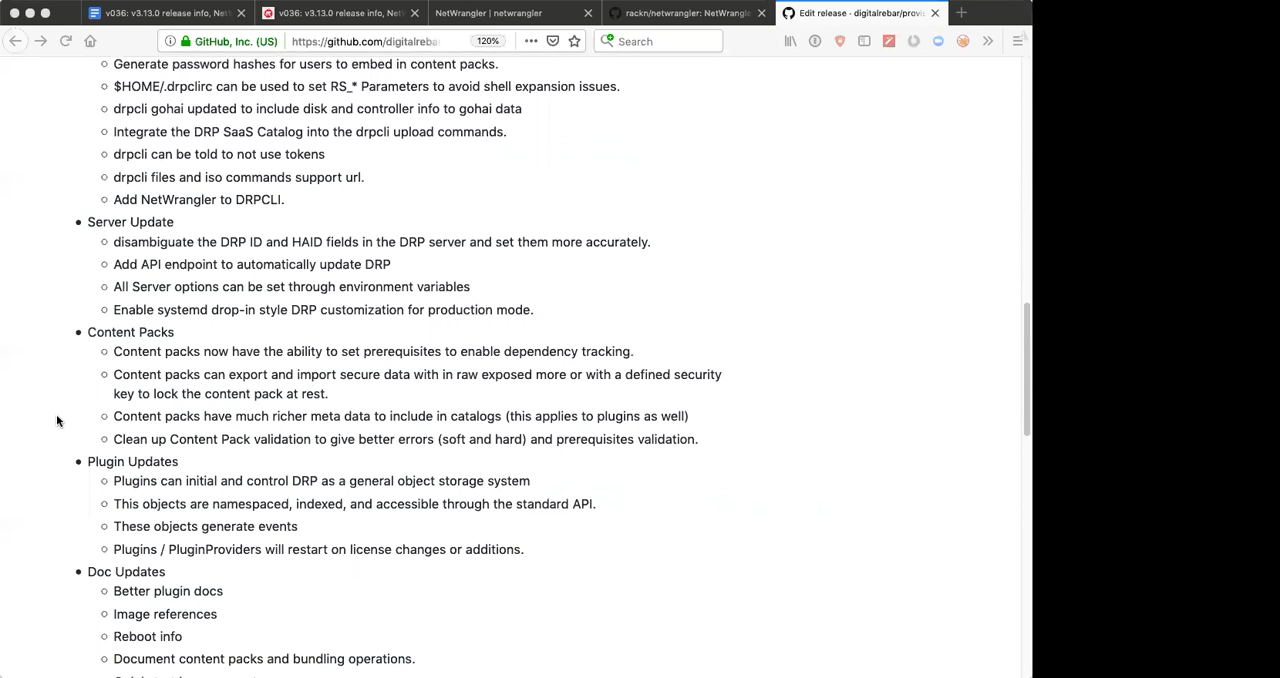 v036: v3.13.0 release info, Net
v036: v3.13.0 release info, NetW
NetWrangler | netwrangler
rackn/netwrangler: NetWrangle
Edit release · digitalrebar/provi
GitHub, Inc. (US)
https://github.com/digitalreba
120%
Search
Generate password hashes for users to embed in content packs.
$HOME/.drpclirc can be used to set RS_* Parameters to avoid shell expansion issues.
drpcli gohai updated to include disk and controller info to gohai data
Integrate the DRP SaaS Catalog into the drpcli upload commands.
drpcli can be told to not use tokens
drpcli files and iso commands support url.
Add NetWrangler to DRPCLI.
Server Update
disambiguate the DRP ID and HAID fields in the DRP server and set them more accurately.
Add API endpoint to automatically update DRP
All Server options can be set through environment variables
Enable systemd drop-in style DRP customization for production mode.
Content Packs
Content packs now have the ability to set prerequisites to enable dependency tracking.
Content packs can export and import secure data with in raw exposed more or with a defined security
key to lock the content pack at rest.
Content packs have much richer meta data to include in catalogs (this applies to plugins as well)
Clean up Content Pack validation to give better errors (soft and hard) and prerequisites validation.
Plugin Updates
Plugins can initial and control DRP as a general object storage system
This objects are namespaced, indexed, and accessible through the standard API.
These objects generate events
Plugins / PluginProviders will restart on license changes or additions.
Doc Updates
Better plugin docs
Image references
Reboot info
Document content packs and bundling operations.